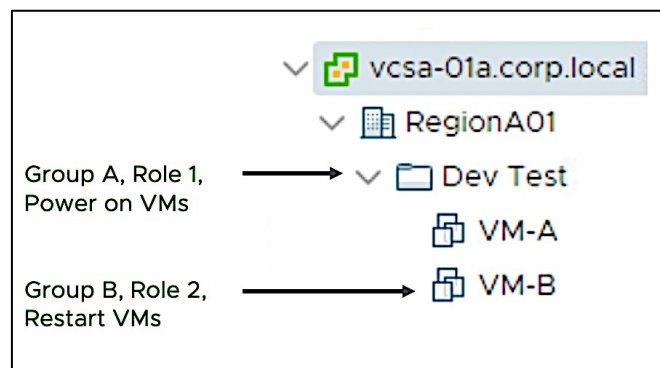 vcsa-01a.corp.local
RegionA01
Group A, Role 1,
Power on VMs
Dev Test
VM-A
Group B, Role 2,
Restart VMs
VM-B